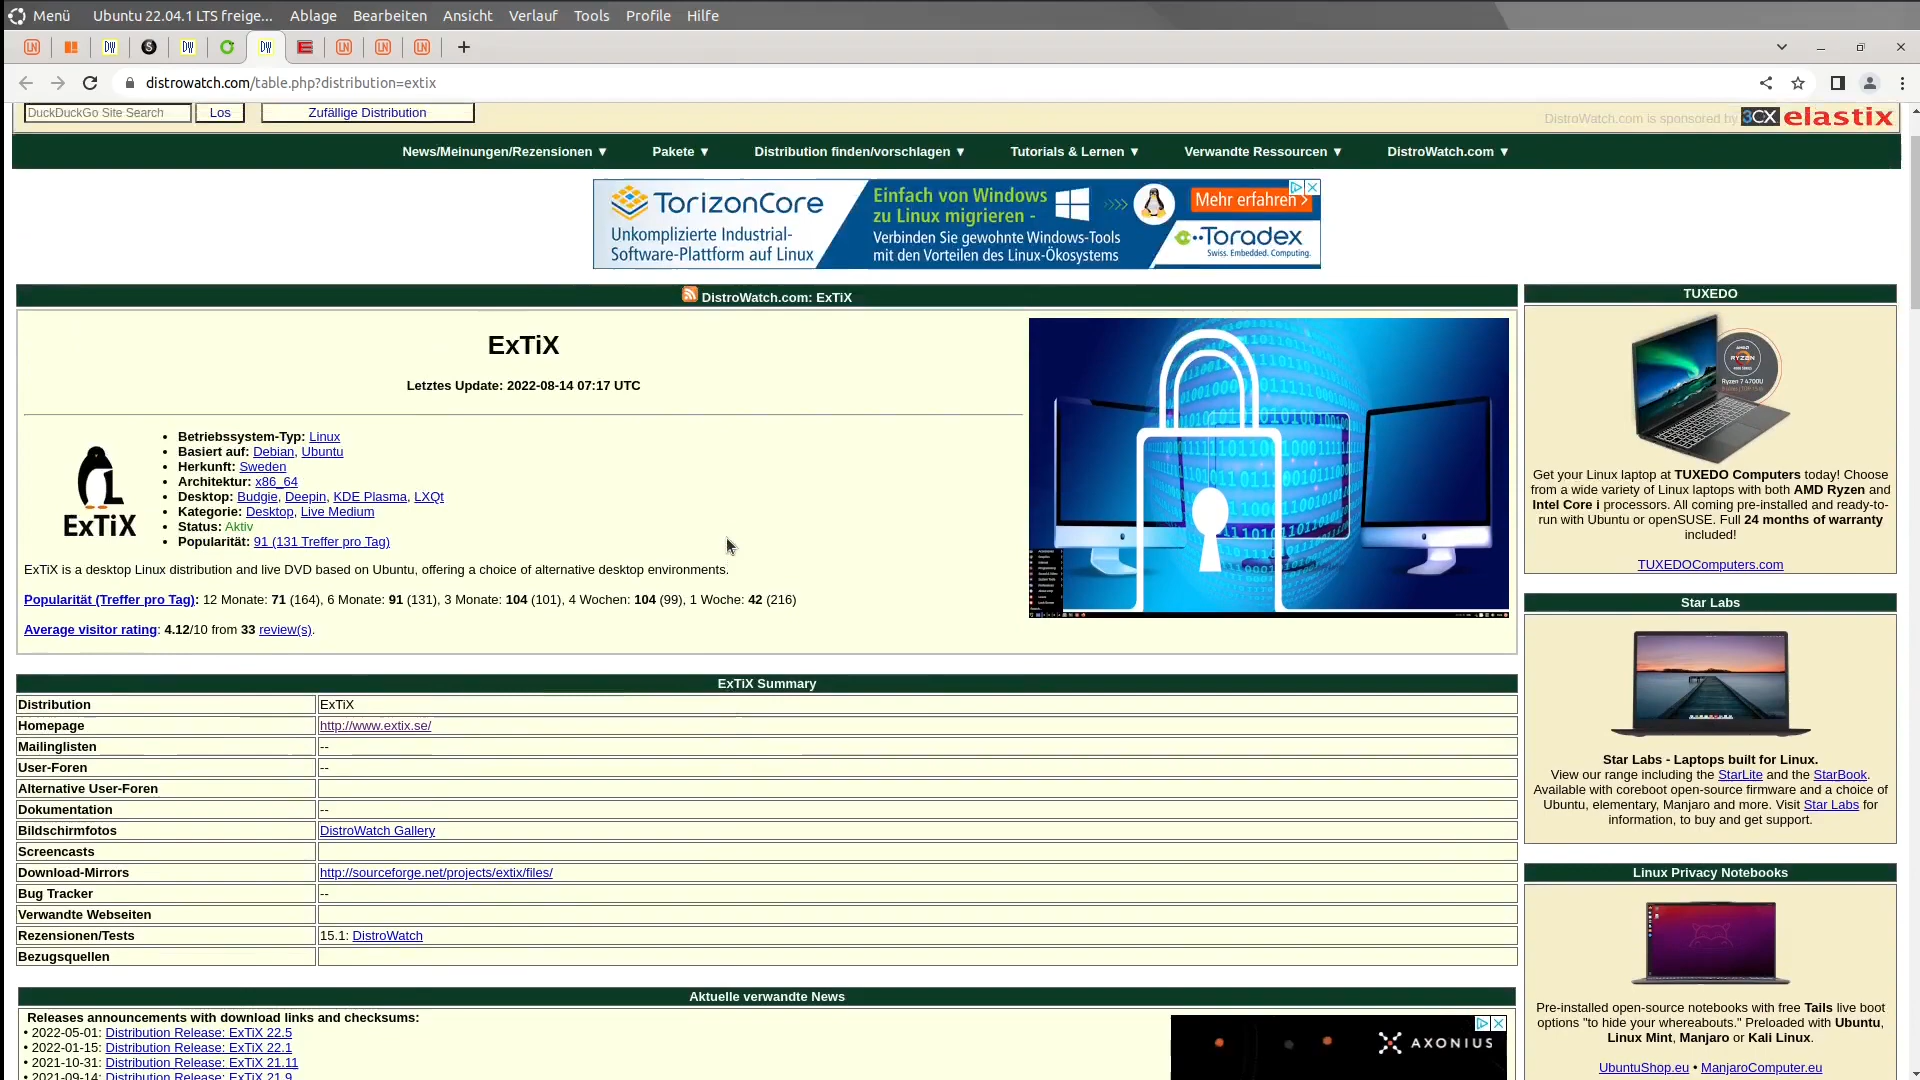 Menü Ubuntu 22.04.1 LTS freige... Ablage Bearbeiten Ansicht Verlauf Tools Profile Hilfe
distrowatch.com/table.php?distribution=extix
DuckDuckGo Site Search Los Zufällige Distribution
DistroWatch.com is sponsored by 3CX elastix
News/Meinungen/Rezensionen ▼ Pakete ▼ Distribution finden/vorschlagen ▼ Tutorials & Lernen ▼ Verwandte Ressourcen ▼ DistroWatch.com ▼
TorizonCore
Unkomplizierte Industrial-
Software-Plattform auf Linux
Einfach von Windows
zu Linux migrieren -
Verbinden Sie gewohnte Windows-Tools
mit den Vorteilen des Linux-Ökosystems
Mehr erfahren >
Toradex
Swiss. Embedded. Computing.
DistroWatch.com: ExTiX
ExTiX
Letztes Update: 2022-08-14 07:17 UTC
ExTiX
• Betriebssystem-Typ: Linux
• Basiert auf: Debian, Ubuntu
• Herkunft: Sweden
• Architektur: x86_64
• Desktop: Budgie, Deepin, KDE Plasma, LXQt
• Kategorie: Desktop, Live Medium
• Status: Aktiv
• Popularität: 91 (131 Treffer pro Tag)
ExTiX is a desktop Linux distribution and live DVD based on Ubuntu, offering a choice of alternative desktop environments.
Popularität (Treffer pro Tag): 12 Monate: 71 (164), 6 Monate: 91 (131), 3 Monate: 104 (101), 4 Wochen: 104 (99), 1 Woche: 42 (216)
Average visitor rating: 4.12/10 from 33 review(s).
ExTiX Summary
Distribution ExTiX
Homepage http://www.extix.se/
Mailinglisten --
User-Foren --
Alternative User-Foren
Dokumentation --
Bildschirmfotos DistroWatch Gallery
Screencasts
Download-Mirrors http://sourceforge.net/projects/extix/files/
Bug Tracker --
Verwandte Webseiten
Rezensionen/Tests 15.1: DistroWatch
Bezugsquellen
Aktuelle verwandte News
Releases announcements with download links and checksums:
• 2022-05-01: Distribution Release: ExTiX 22.5
• 2022-01-15: Distribution Release: ExTiX 22.1
• 2021-10-31: Distribution Release: ExTiX 21.11
• 2021-09-14: Distribution Release: ExTiX 21.9
AXONIUS
TUXEDO
AMD
RYZEN
Ryzen 7 4700U
Get your Linux laptop at TUXEDO Computers today! Choose
from a wide variety of Linux laptops with both AMD Ryzen and
Intel Core i processors. All coming pre-installed and ready-to-
run with Ubuntu or openSUSE. Full 24 months of warranty
included!
TUXEDOComputers.com
Star Labs
Star Labs - Laptops built for Linux.
View our range including the StarLite and the StarBook.
Available with coreboot open-source firmware and a choice of
Ubuntu, elementary, Manjaro and more. Visit Star Labs for
information, to buy and get support.
Linux Privacy Notebooks
Pre-installed open-source notebooks with free Tails live boot
options "to hide your whereabouts." Preloaded with Ubuntu,
Linux Mint, Manjaro or Kali Linux.
UbuntuShop.eu • ManjaroComputer.eu